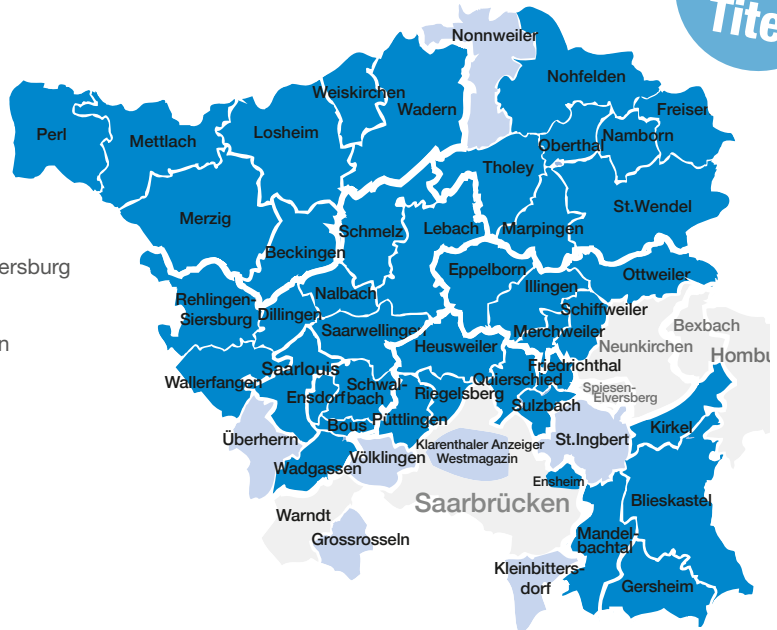 Tite
Nonnweiler
Nohfelden
Weiskirchen
Wadern
Freisen
Perl
Mettlach
Losheim
Oberthal
Namborn
Tholey
St.Wendel
Merzig
Schmelz
Lebach
Marpingen
Beckingen
ersburg
Eppelborn
Ottweiler
Illingen
Rehlingen-
Siersburg
Nalbach
Dillingen
Schiffweiler
Saarwellingen
Merchweiler
Bexbach
n
Heusweiler
Neunkirchen
Hombu
Friedrichthal
Saarlouis
Wallerfangen
Quierschied
Schwal-
bach
Ensdorf
Riegelsberg
Spiesen-
Elversberg
Sulzbach
Bous
Püttlingen
Kirkel
Überherrn
Klarenthaler Anzeiger
Westmagazin
St.Ingbert
Völklingen
Wadgassen
Ensheim
Blieskastel
Saarbrücken
Warndt
Mandel-
bachtal
Grossrosseln
Kleinbitters-
dorf
Gersheim